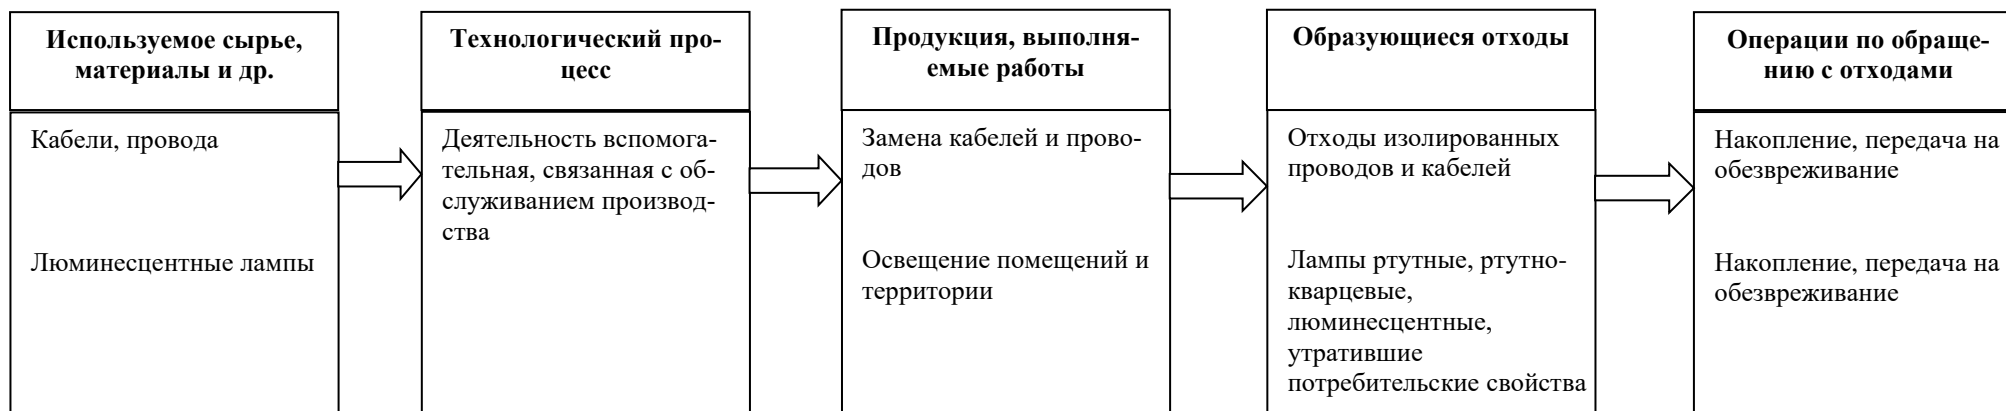 Используемое сырье,
материалы и др.
Кабели, провода
Люминесцентные лампы
Технологический про-
цесс
Деятельность вспомога-
тельная, связанная с об-
служиванием производ-
ства
Продукция, выполня-
емые работы
Замена кабелей и прово-
дов
Освещение помещений и
территории
Образующиеся отходы
Отходы изолированных
проводов и кабелей
Лампы ртутные, ртутно-
кварцевые,
люминесцентные,
утратившие
потребительские свойства
Операции по обраще-
нию с отходами
Накопление, передача на
обезвреживание
Накопление, передача на
обезвреживание